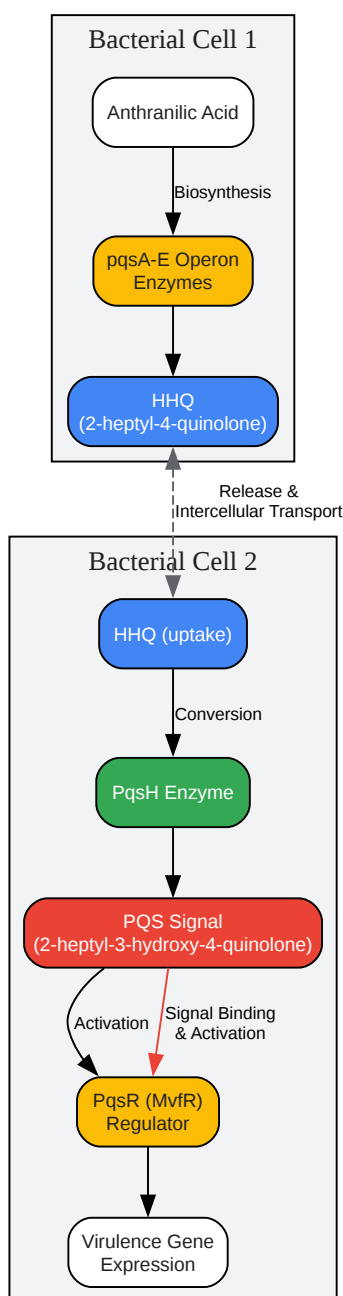 Bacterial Cell 1
Anthranilic Acid
Biosynthesis
pqsA-E Operon
Enzymes
HHQ
(2-heptyl-4-quinolone)
Release &
Intercellular Transport
Bacterial Cell 2
HHQ (uptake)
Conversion
PqsH Enzyme
PQS Signal
(2-heptyl-3-hydroxy-4-quinolone)
Activation
Signal Binding
& Activation
PqsR (MvfR)
Regulator
Virulence Gene
Expression